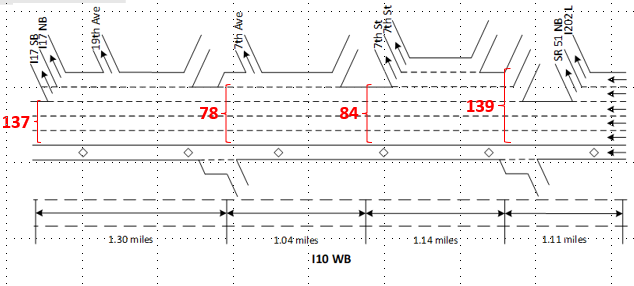 I17 SB
I17 NB
19th Ave
7th Ave
7th St
7th St
SR 51 NB
I202 L
137
78
84
139
1.30 miles
1.04 miles
1.14 miles
1.11 miles
I10 WB